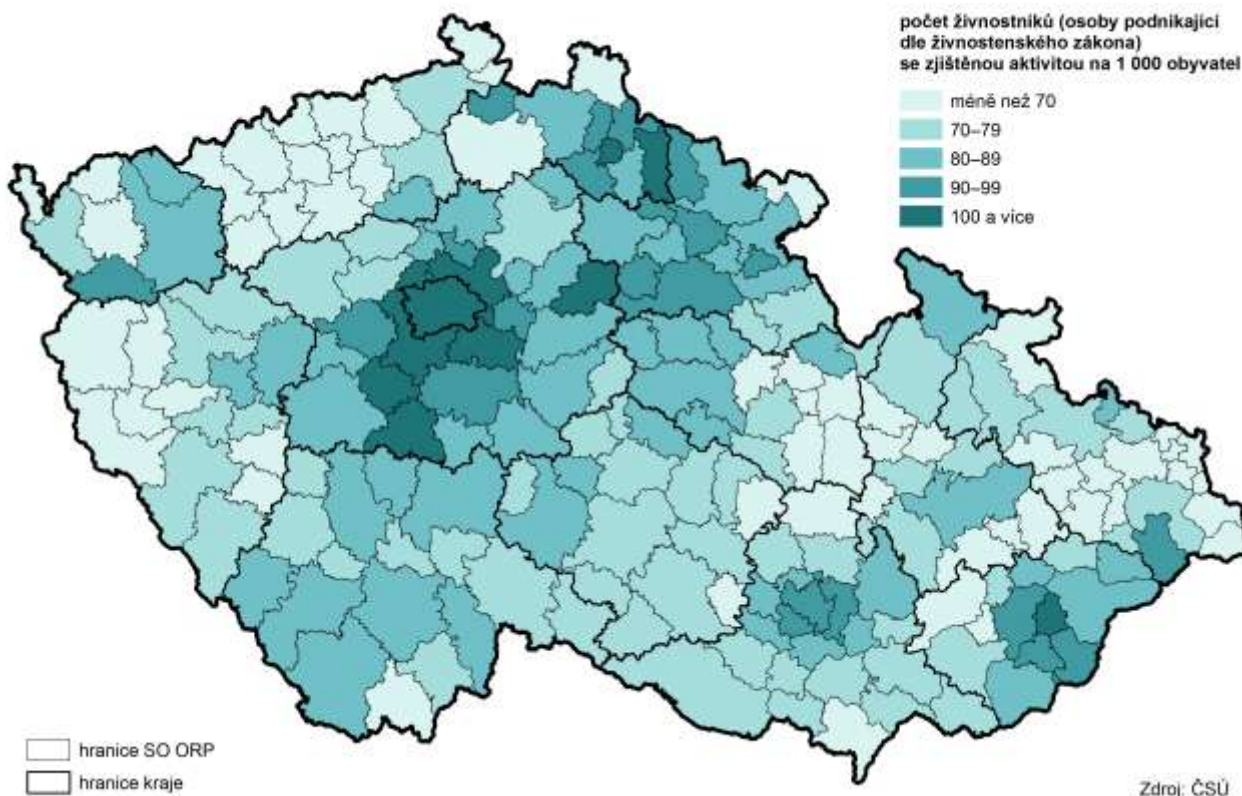 počet živnostníků (osoby podnikající
dle živnostenského zákona)
se zjištěnou aktivitou na 1 000 obyvatel
méně než 70
70–79
80–89
90–99
100 a více
hranice SO ORP
hranice kraje
Zdroj: ČSÚ